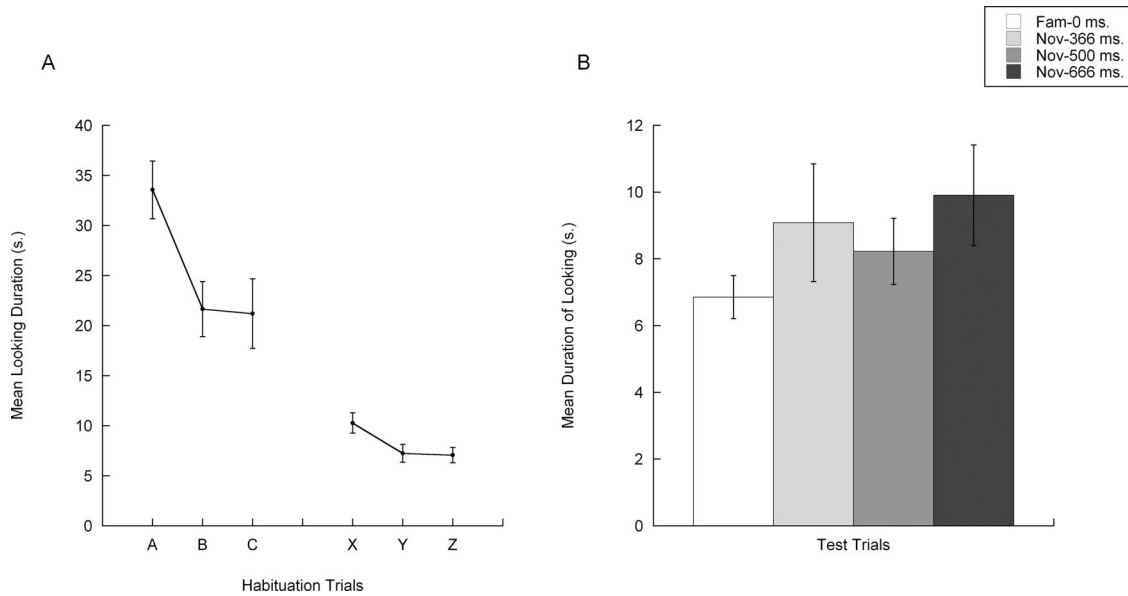 A
Mean Looking Duration (s.)
40
35
30
25
20
15
10
5
0
A B C X Y Z
Habituation Trials
B
Fam-0 ms.
Nov-366 ms.
Nov-500 ms.
Nov-666 ms.
Mean Duration of Looking (s.)
12
10
8
6
4
2
0
Test Trials